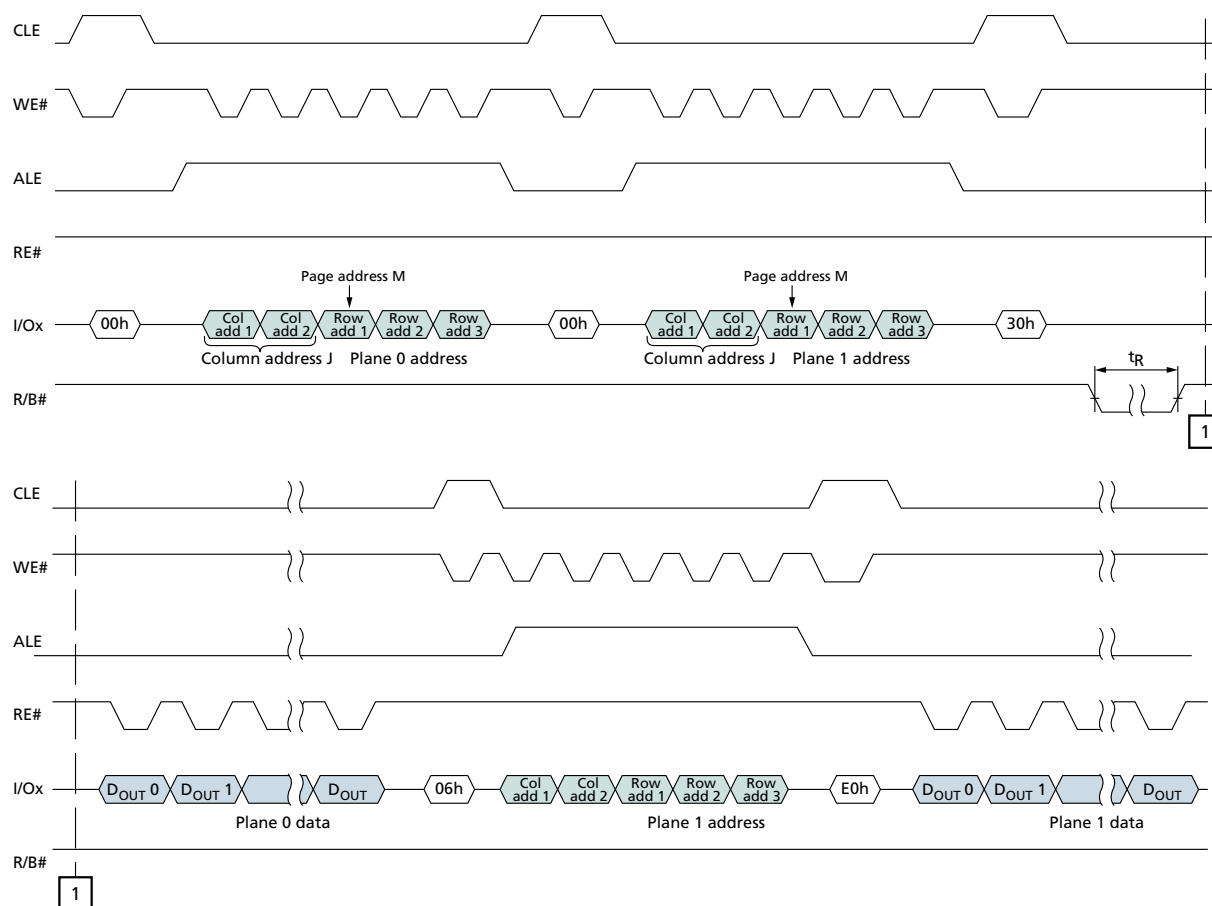 CLE
WE#
ALE
RE#
Page address M
Page address M
I/Ox
00h
Col add 1
Col add 2
Row add 1
Row add 2
Row add 3
00h
Col add 1
Col add 2
Row add 1
Row add 2
Row add 3
30h
Column address J
Plane 0 address
Column address J
Plane 1 address
tR
R/B#
1
CLE
WE#
ALE
RE#
I/Ox
DOUT 0
DOUT 1
DOUT
06h
Col add 1
Col add 2
Row add 1
Row add 2
Row add 3
E0h
DOUT 0
DOUT 1
DOUT
Plane 0 data
Plane 1 address
Plane 1 data
R/B#
1